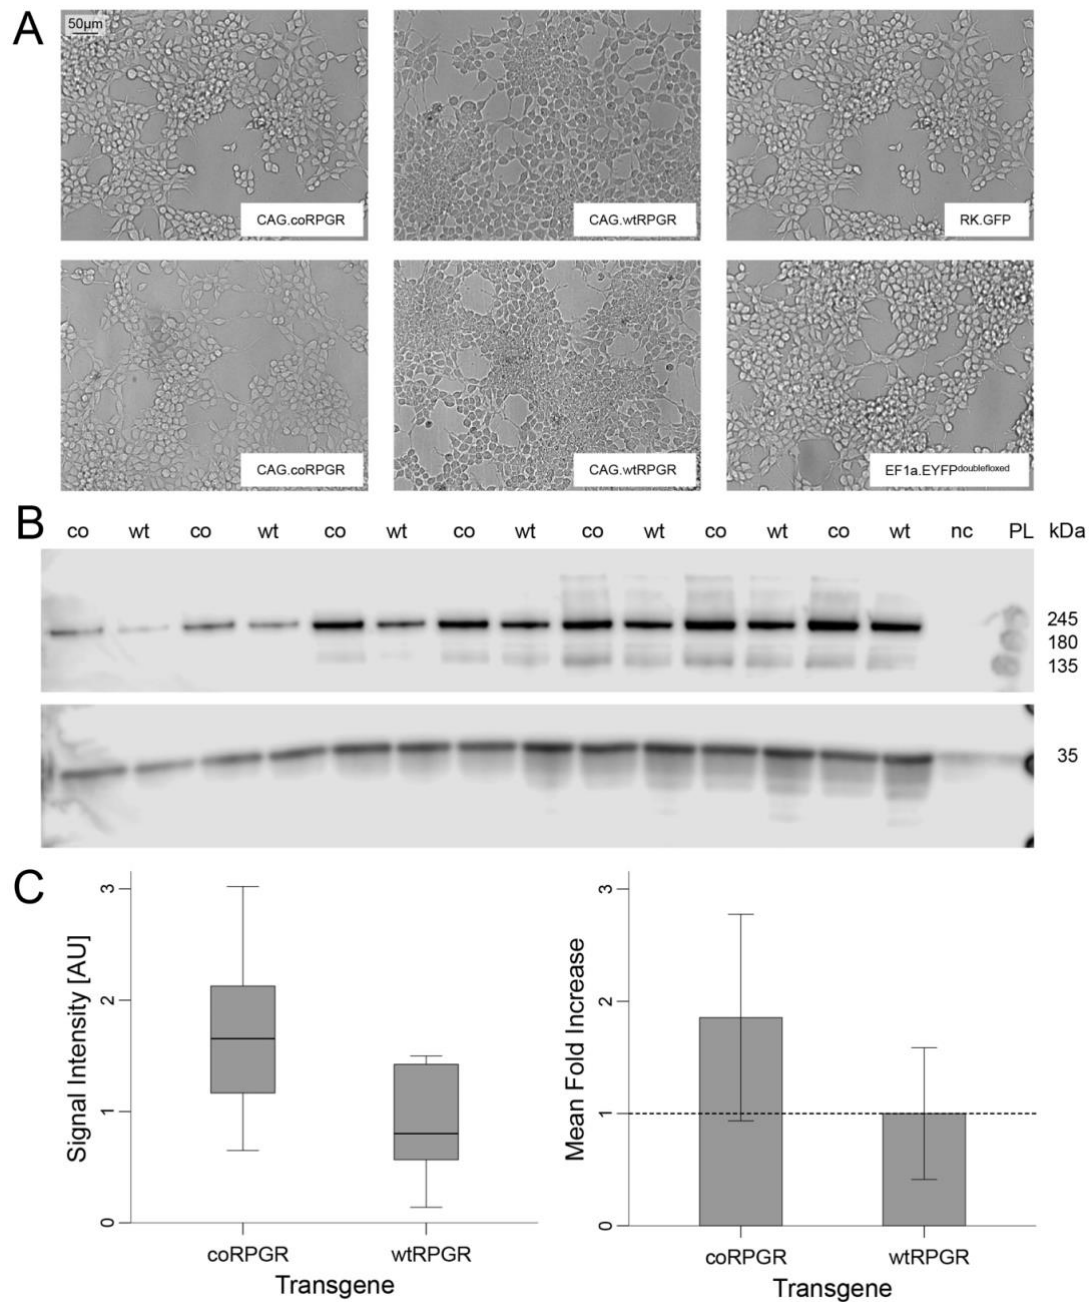 A
50µm
CAG.coRPGR
CAG.wtRPGR
RK.GFP
CAG.coRPGR
CAG.wtRPGR
EF1a.EYFPdoublefloxed
B
co wt co wt co wt co wt co wt co wt co wt nc PL kDa
245
180
135
35
C
Signal Intensity [AU]
3
2
1
0
coRPGR wtRPGR
Transgene
Mean Fold Increase
3
2
1
0
coRPGR wtRPGR
Transgene